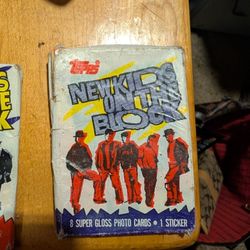 Topps
NEW KIDS
ON THE
BLOCK
8 SUPER GLOSS PHOTO CARDS • 1 STICKER